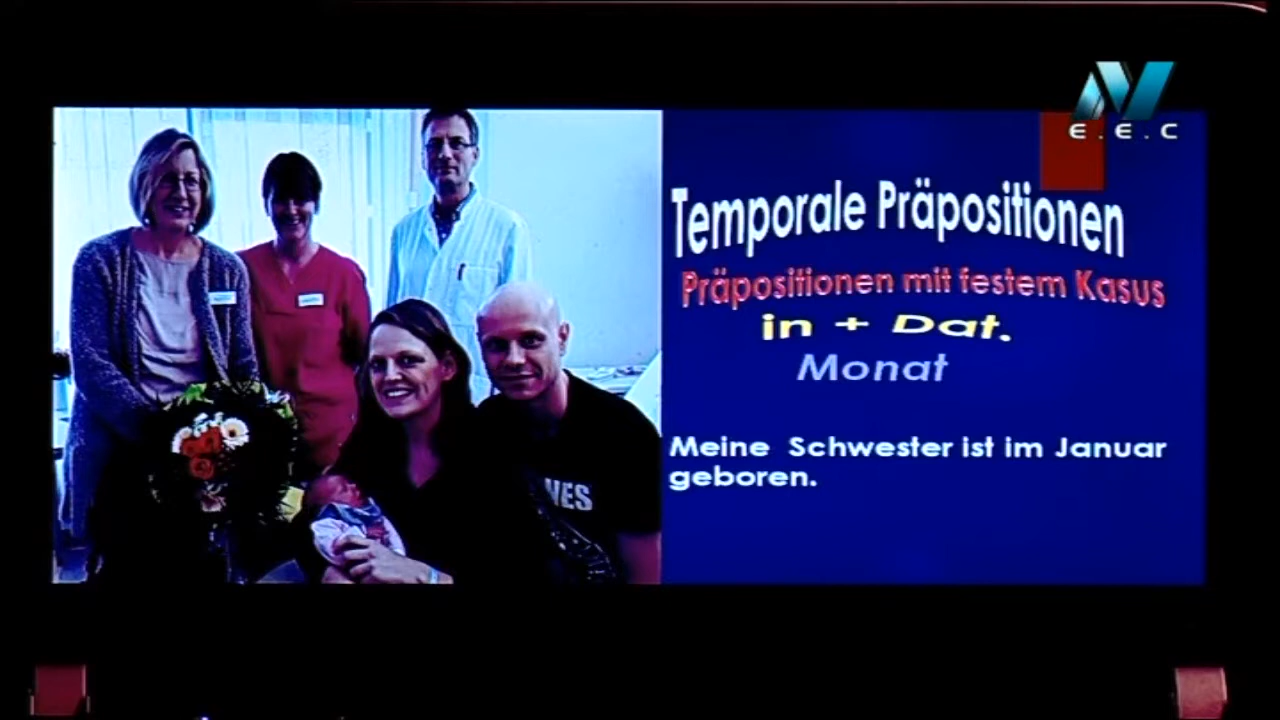 E.E.C
Temporale Präpositionen
Präpositionen mit festem Kasus
in + Dat.
Monat
Meine Schwester ist im Januar
geboren.
VES